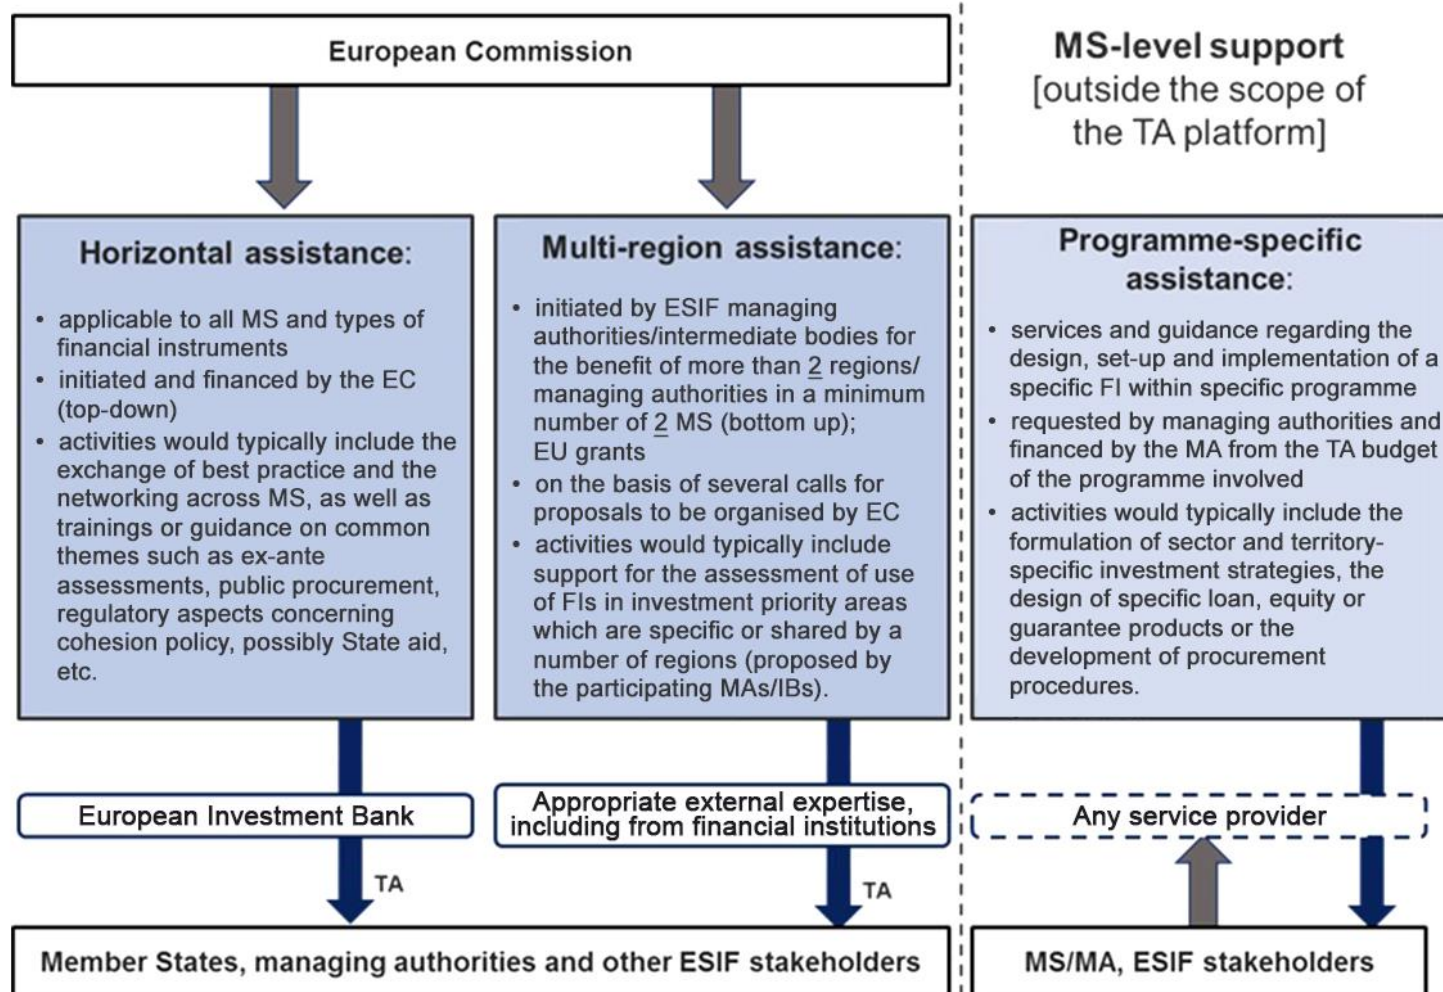 European Commission
MS-level support
[outside the scope of
the TA platform]
Horizontal assistance:
• applicable to all MS and types of
financial instruments
• initiated and financed by the EC
(top-down)
• activities would typically include the
exchange of best practice and the
networking across MS, as well as
trainings or guidance on common
themes such as ex-ante
assessments, public procurement,
regulatory aspects concerning
cohesion policy, possibly State aid,
etc.
Multi-region assistance:
• initiated by ESIF managing
authorities/intermediate bodies for
the benefit of more than 2 regions/
managing authorities in a minimum
number of 2 MS (bottom up);
EU grants
• on the basis of several calls for
proposals to be organised by EC
• activities would typically include
support for the assessment of use
of FIs in investment priority areas
which are specific or shared by a
number of regions (proposed by
the participating MAs/IBs).
Programme-specific
assistance:
• services and guidance regarding the
design, set-up and implementation of a
specific FI within specific programme
• requested by managing authorities and
financed by the MA from the TA budget
of the programme involved
• activities would typically include the
formulation of sector and territory-
specific investment strategies, the
design of specific loan, equity or
guarantee products or the
development of procurement
procedures.
European Investment Bank
Appropriate external expertise,
including from financial institutions
Any service provider
TA
TA
Member States, managing authorities and other ESIF stakeholders
MS/MA, ESIF stakeholders